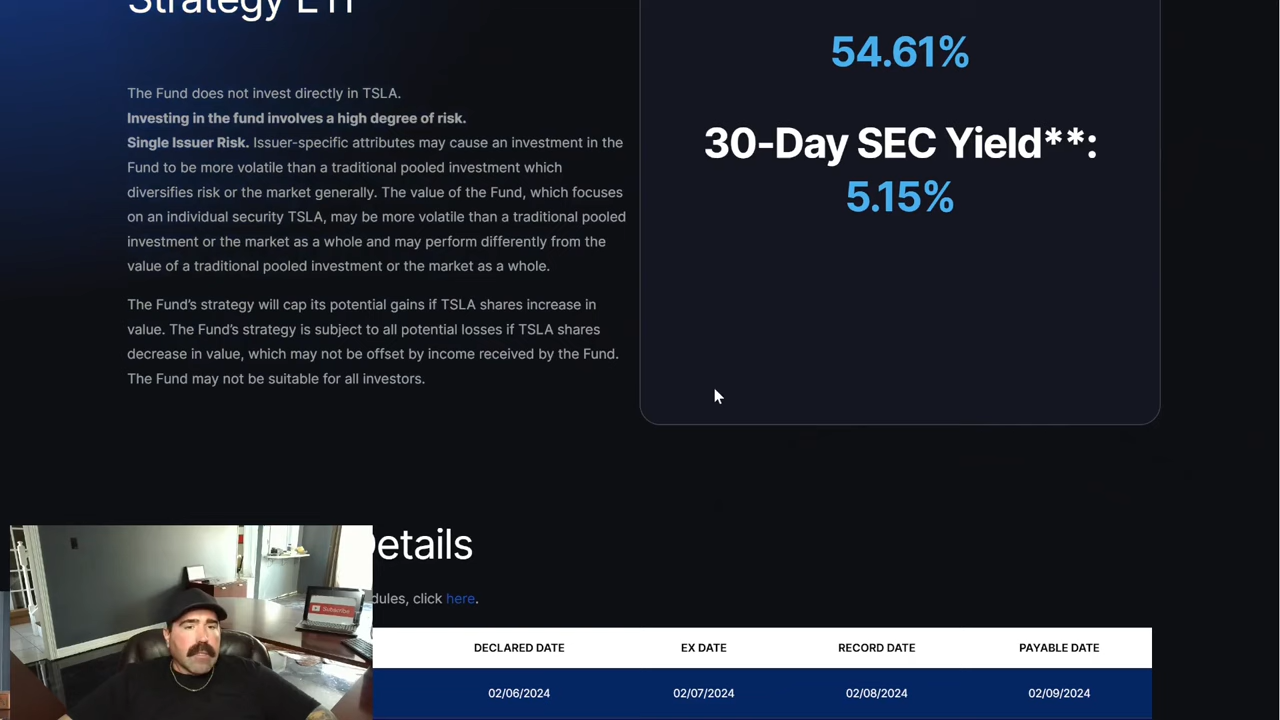 Strategy ETF
54.61%
The Fund does not invest directly in TSLA.
Investing in the fund involves a high degree of risk.
Single Issuer Risk. Issuer-specific attributes may cause an investment in the
Fund to be more volatile than a traditional pooled investment which
diversifies risk or the market generally. The value of the Fund, which focuses
on an individual security TSLA, may be more volatile than a traditional pooled
investment or the market as a whole and may perform differently from the
value of a traditional pooled investment or the market as a whole.
30-Day SEC Yield**:
5.15%
The Fund's strategy will cap its potential gains if TSLA shares increase in
value. The Fund's strategy is subject to all potential losses if TSLA shares
decrease in value, which may not be offset by income received by the Fund.
The Fund may not be suitable for all investors.
Details
dules, click here.
DECLARED DATE EX DATE RECORD DATE PAYABLE DATE
02/06/2024 02/07/2024 02/08/2024 02/09/2024
Subscribe